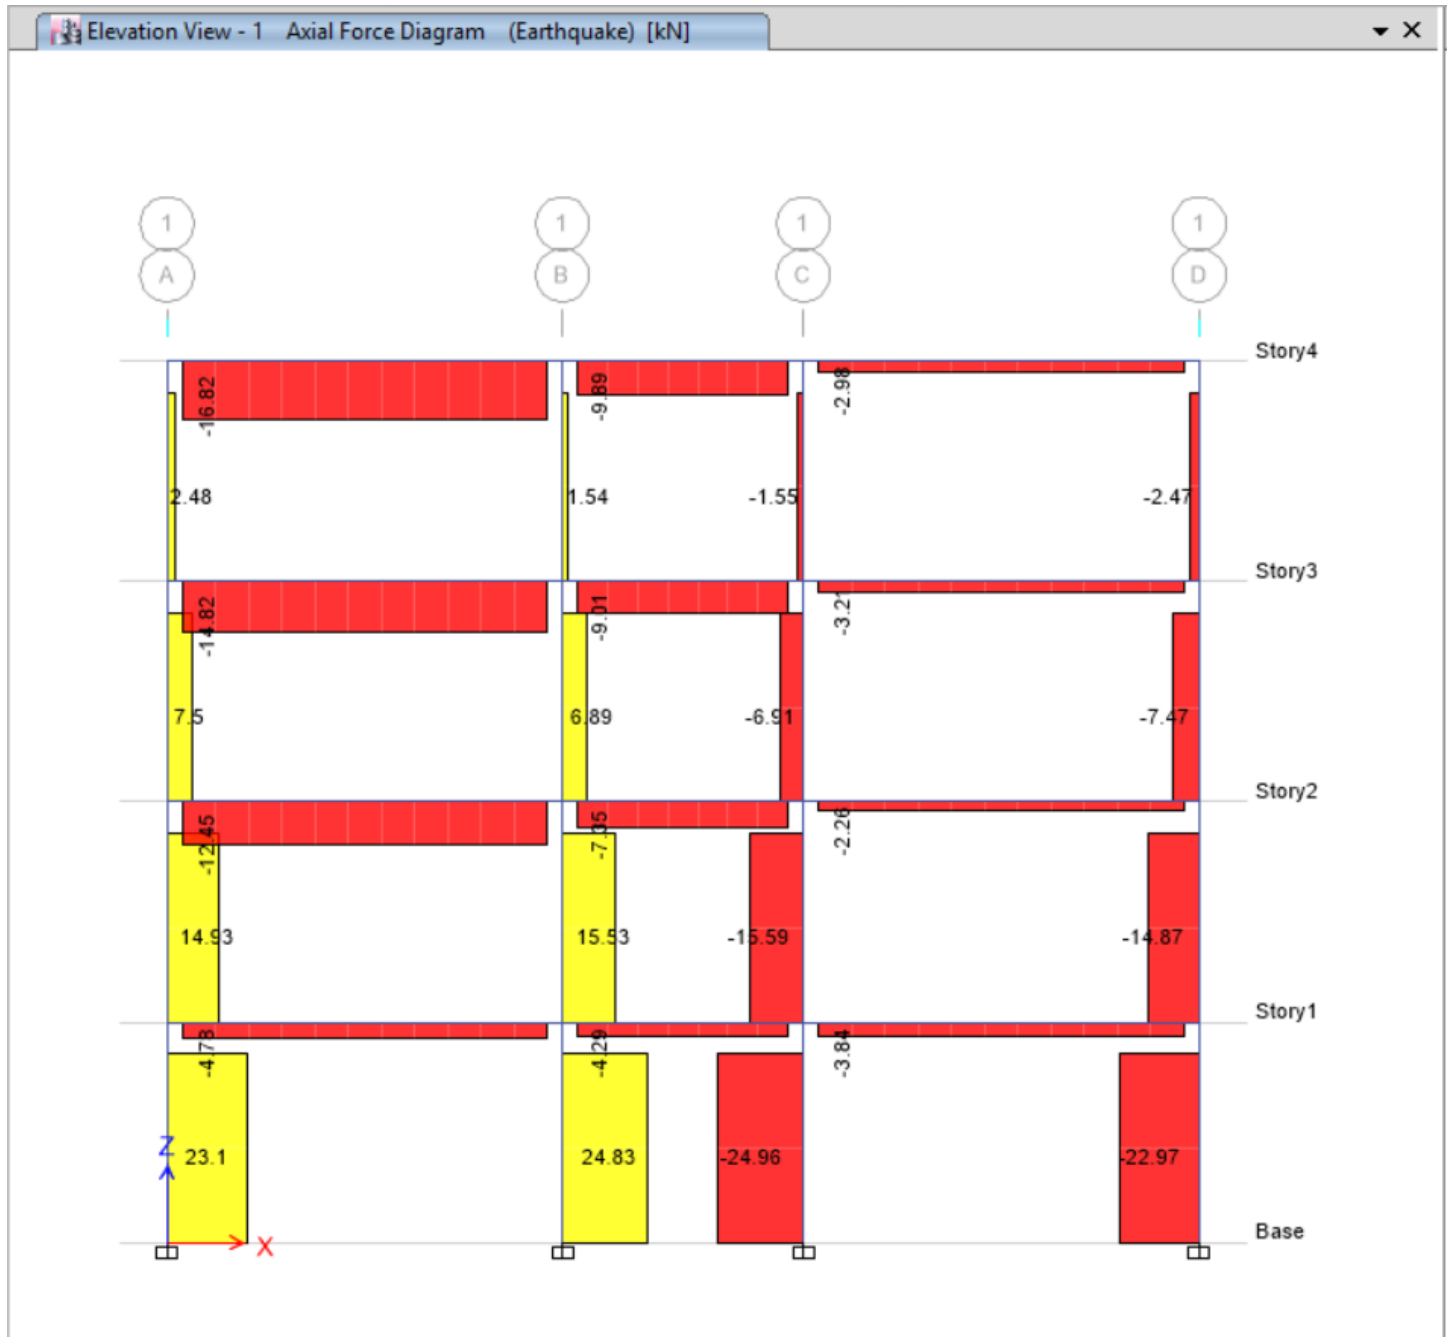 Elevation View - 1 Axial Force Diagram (Earthquake) [kN]
1 1 1 1
A B C D
Story4
-16.82 -9.89 -2.98
2.48 1.54 -1.55 -2.47
Story3
-14.82 -9.01 -3.21
7.5 6.89 -6.91 -7.47
Story2
-12.45 -7.35 -2.26
14.93 15.53 -15.59 -14.87
Story1
-4.78 -4.29 -3.84
Z
23.1 24.83 -24.96 -22.97
X
Base